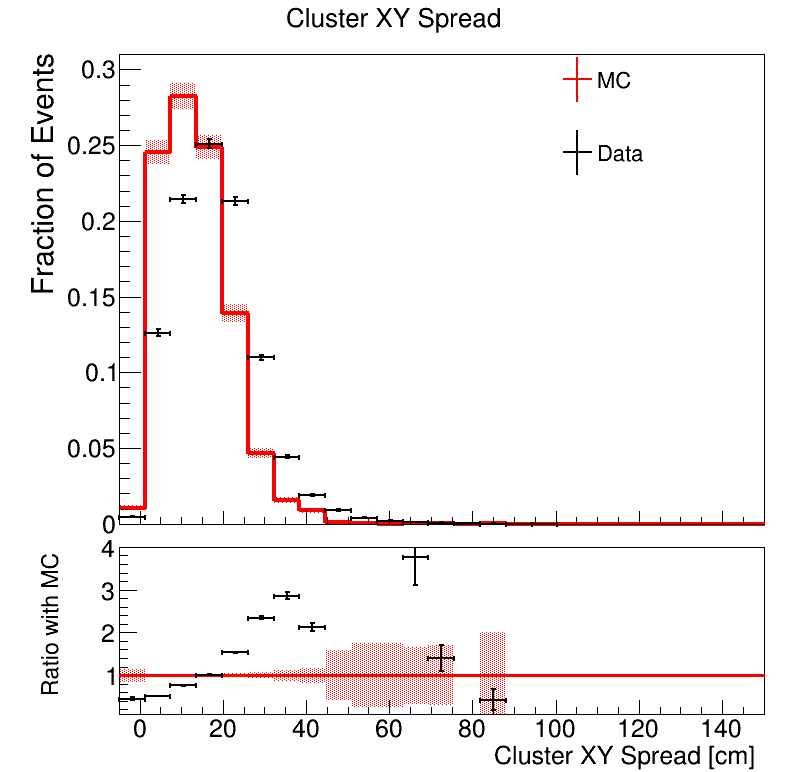 Cluster XY Spread
Fraction of Events
0.3
0.25
0.2
0.15
0.1
0.05
0
MC
Data
Ratio with MC
4
3
2
1
0 20 40 60 80 100 120 140
Cluster XY Spread [cm]